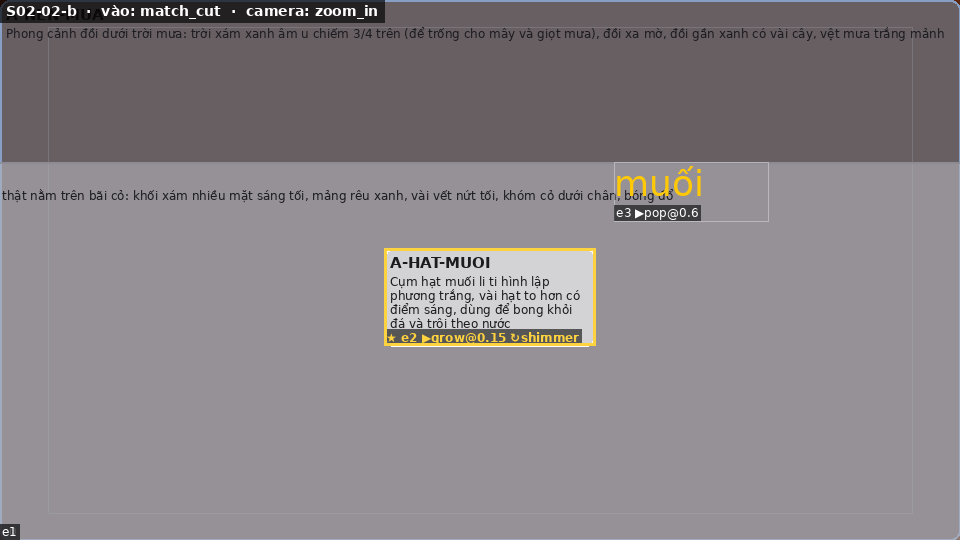 S02-02-b · vào: match_cut · camera: zoom_in
Phong cảnh đồi dưới trời mưa: trời xám xanh âm u chiếm 3/4 trên (để trống cho mây và giọt mưa), đồi xa mờ, đồi gần xanh có vài cây, vệt mưa trắng mảnh
muối
thật nằm trên bãi cỏ: khối xám nhiều mặt sáng tối, mảng rêu xanh, vài vết nứt tối, khóm cỏ dưới chân, bóng đổ
e3 ▶pop@0.6
A-HAT-MUOI
Cụm hạt muối li ti hình lập
phương trắng, vài hạt to hơn có
điểm sáng, dùng để bong khỏi
đá và trôi theo nước
★ e2 ▶grow@0.15 ↻shimmer
e1